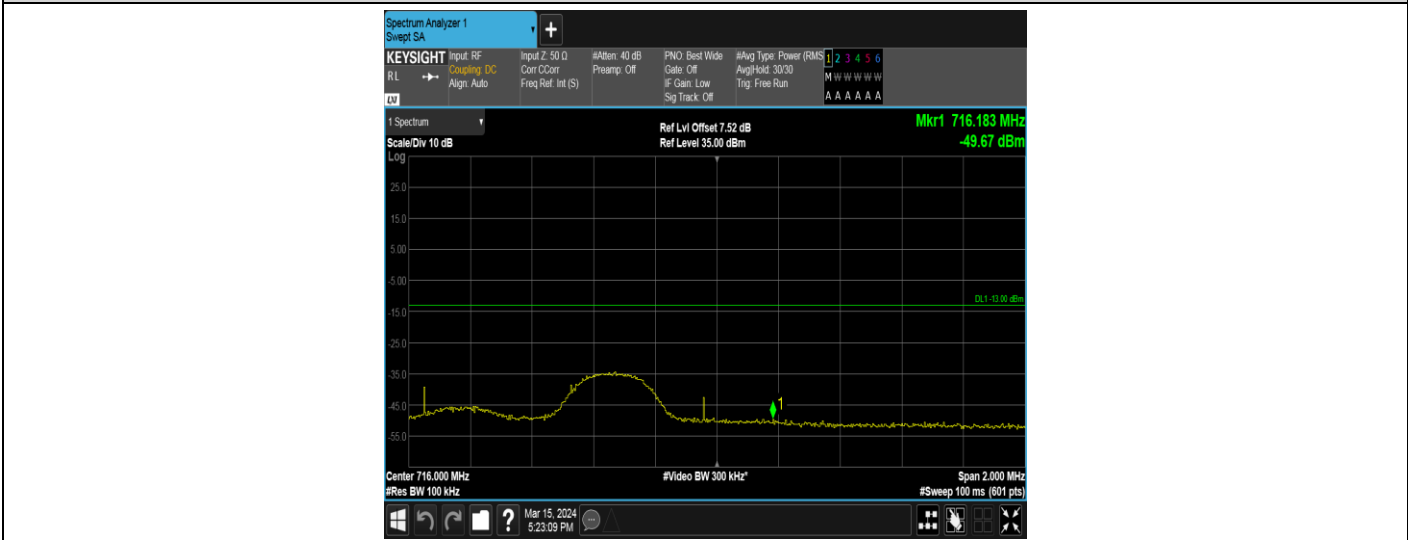 Spectrum Analyzer 1
Swept SA
+
KEYSIGHT Input: RF Input Z: 50 Ω #Atten: 40 dB PNO: Best Wide #Avg Type: Power (RMS 1 2 3 4 5 6
RL Coupling: DC Corr CCorr Preamp: Off Gate: Off Avg|Hold: 30/30 M W W W W W
Align: Auto Freq Ref: Int (S) IF Gain: Low Trig: Free Run
LXI Sig Track: Off A A A A A A
1 Spectrum Ref Lvl Offset 7.52 dB Mkr1 716.183 MHz
Scale/Div 10 dB Ref Level 35.00 dBm -49.67 dBm
Log
25.0
15.0
5.00
-5.00
DL1 -13.00 dBm
-15.0
-25.0
-35.0
-45.0 1
-55.0
Center 716.000 MHz #Video BW 300 kHz* Span 2.000 MHz
#Res BW 100 kHz #Sweep 100 ms (601 pts)
? Mar 15, 2024
5:23:09 PM